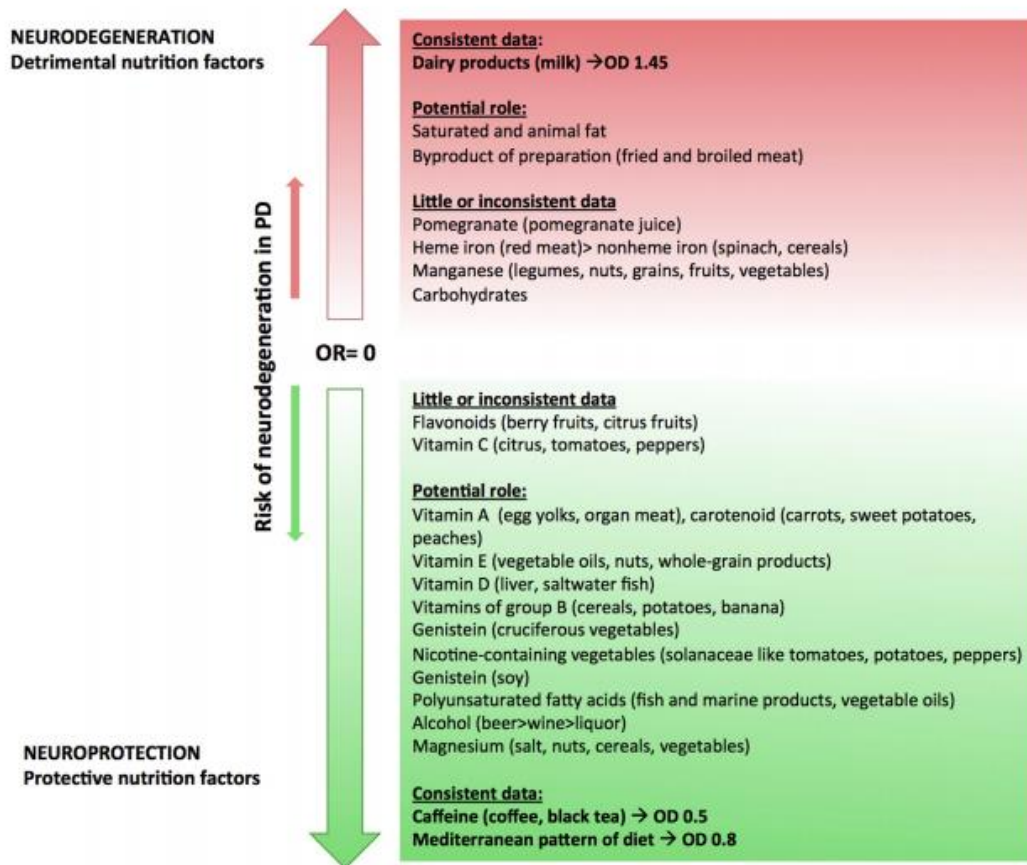 NEURODEGENERATION
Detrimental nutrition factors
Consistent data:
Dairy products (milk) →OD 1.45
Potential role:
Saturated and animal fat
Byproduct of preparation (fried and broiled meat)
Little or inconsistent data
Pomegranate (pomegranate juice)
Heme iron (red meat)> nonheme iron (spinach, cereals)
Manganese (legumes, nuts, grains, fruits, vegetables)
Carbohydrates
Risk of neurodegeneration in PD
OR= 0
Little or inconsistent data
Flavonoids (berry fruits, citrus fruits)
Vitamin C (citrus, tomatoes, peppers)
Potential role:
Vitamin A (egg yolks, organ meat), carotenoid (carrots, sweet potatoes,
peaches)
Vitamin E (vegetable oils, nuts, whole-grain products)
Vitamin D (liver, saltwater fish)
Vitamins of group B (cereals, potatoes, banana)
Genistein (cruciferous vegetables)
Nicotine-containing vegetables (solanaceae like tomatoes, potatoes, peppers)
Genistein (soy)
Polyunsaturated fatty acids (fish and marine products, vegetable oils)
Alcohol (beer>wine>liquor)
Magnesium (salt, nuts, cereals, vegetables)
NEUROPROTECTION
Protective nutrition factors
Consistent data:
Caffeine (coffee, black tea) → OD 0.5
Mediterranean pattern of diet → OD 0.8